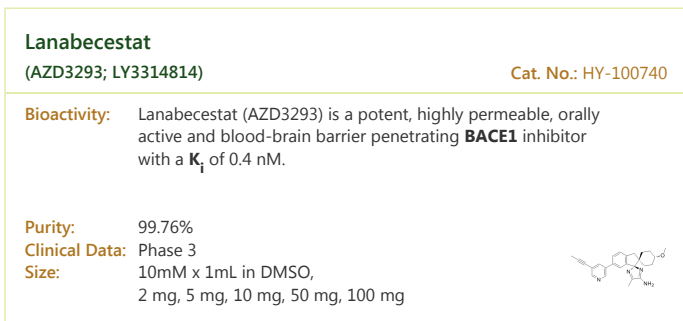 Lanabecestat
(AZD3293; LY3314814) Cat. No.: HY-100740
Bioactivity: Lanabecestat (AZD3293) is a potent, highly permeable, orally
active and blood-brain barrier penetrating BACE1 inhibitor
with a Ki of 0.4 nM.
Purity: 99.76%
Clinical Data: Phase 3
Size: 10mM x 1mL in DMSO,
2 mg, 5 mg, 10 mg, 50 mg, 100 mg
O
N
N N
NH2